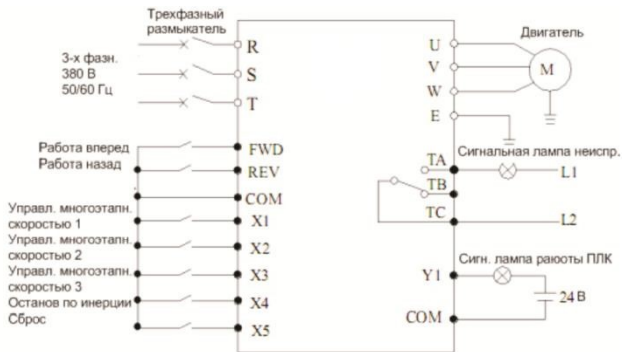 Трехфазный
размыкатель
3-х фазн.
380 В
50/60 Гц
R
S
T
Работа вперед
Работа назад
FWD
REV
COM
Управл. многоэтапн.
скоростью 1
X1
Управл. многоэтапн.
скоростью 2
X2
Управл. многоэтапн.
скоростью 3
X3
Останов по инерции
X4
Сброс
X5
Двигатель
U
V
W
M
E
Сигнальная лампа неиспр.
TA
L1
TB
TC
L2
Сигн. лампа раюоты ПЛК
Y1
24 В
COM